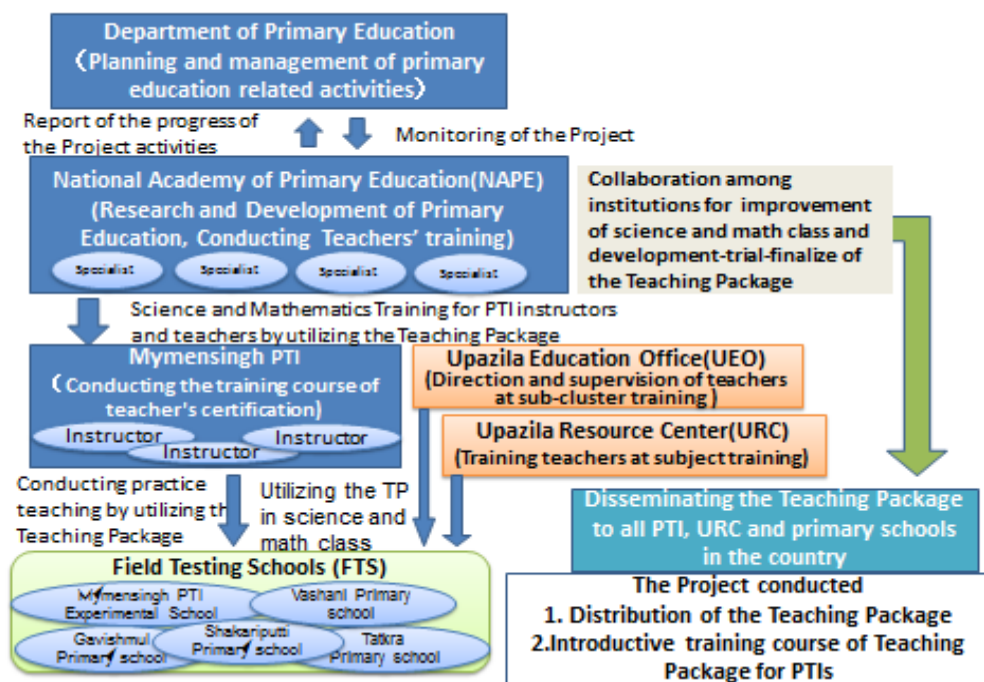 Department of Primary Education
(Planning and management of primary
education related activities)
Report of the progress of
the Project activities
Monitoring of the Project
National Academy of Primary Education(NAPE)
(Research and Development of Primary
Education, Conducting Teachers' training)
Specialist
Specialist
Specialist
Specialist
Collaboration among
institutions for improvement
of science and math class and
development-trial-finalize of
the Teaching Package
Science and Mathematics Training for PTI instructors
and teachers by utilizing the Teaching Package
Mymensingh PTI
(Conducting the training course of
teacher's certification)
Instructor
Instructor
Instructor
Upazila Education Office(UEO)
(Direction and supervision of teachers
at sub-cluster training)
Upazila Resource Center(URC)
(Training teachers at subject training)
Conducting practice
teaching by utilizing the
Teaching Package
Utilizing the TP
in science and
math class
Disseminating the Teaching Package
to all PTI, URC and primary schools
in the country
Field Testing Schools (FTS)
Mymensingh PTI
Experimental School
Vashani Primary
school
Gavishmul
Primary school
Shakariputti
Primary school
Tatkra
Primary school
The Project conducted
1. Distribution of the Teaching Package
2.Introductive training course of Teaching
Package for PTIs